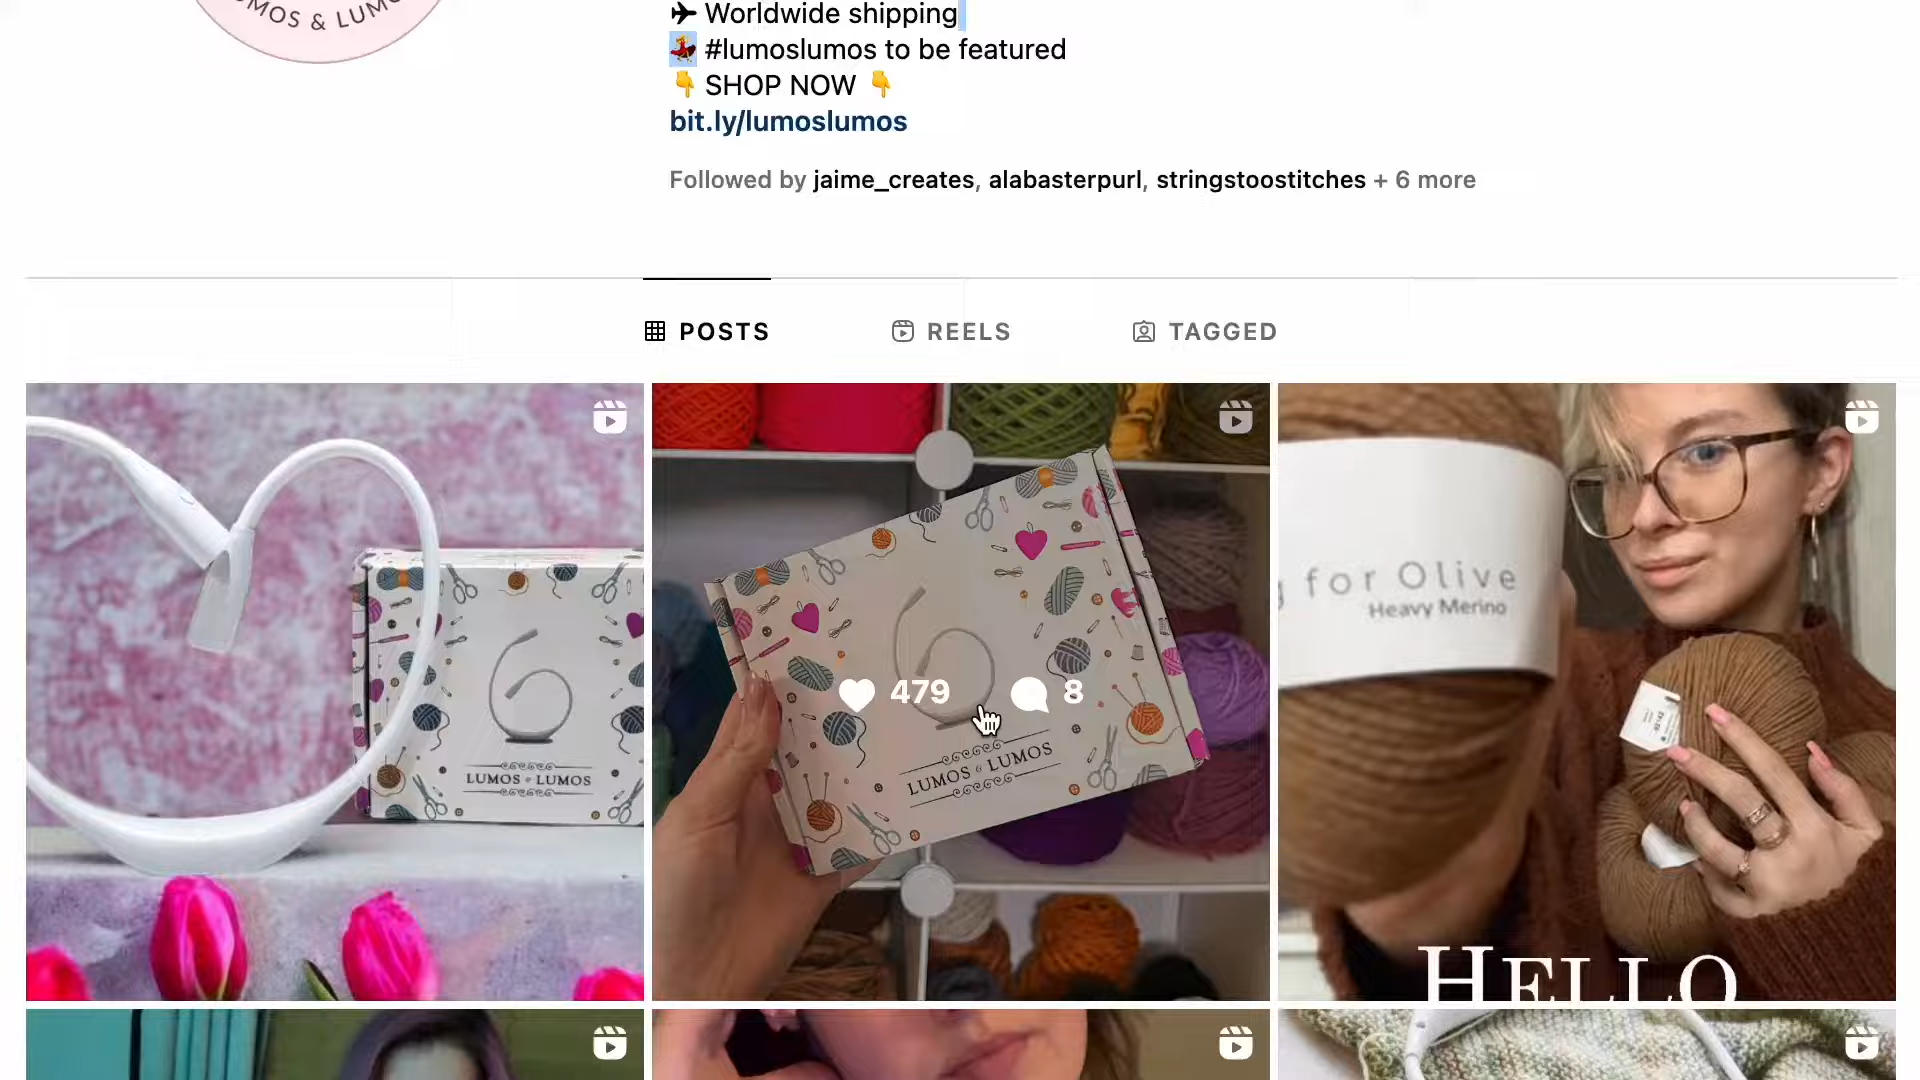 MOS & LUMO
✈ Worldwide shipping
💃 #lumoslumos to be featured
👇 SHOP NOW 👇
bit.ly/lumoslumos
Followed by jaime_creates, alabasterpurl, stringstoostitches + 6 more
POSTS
REELS
TAGGED
LUMOS & LUMOS
479
8
LUMOS & LUMOS
g for Olive
Heavy Merino
HELLO